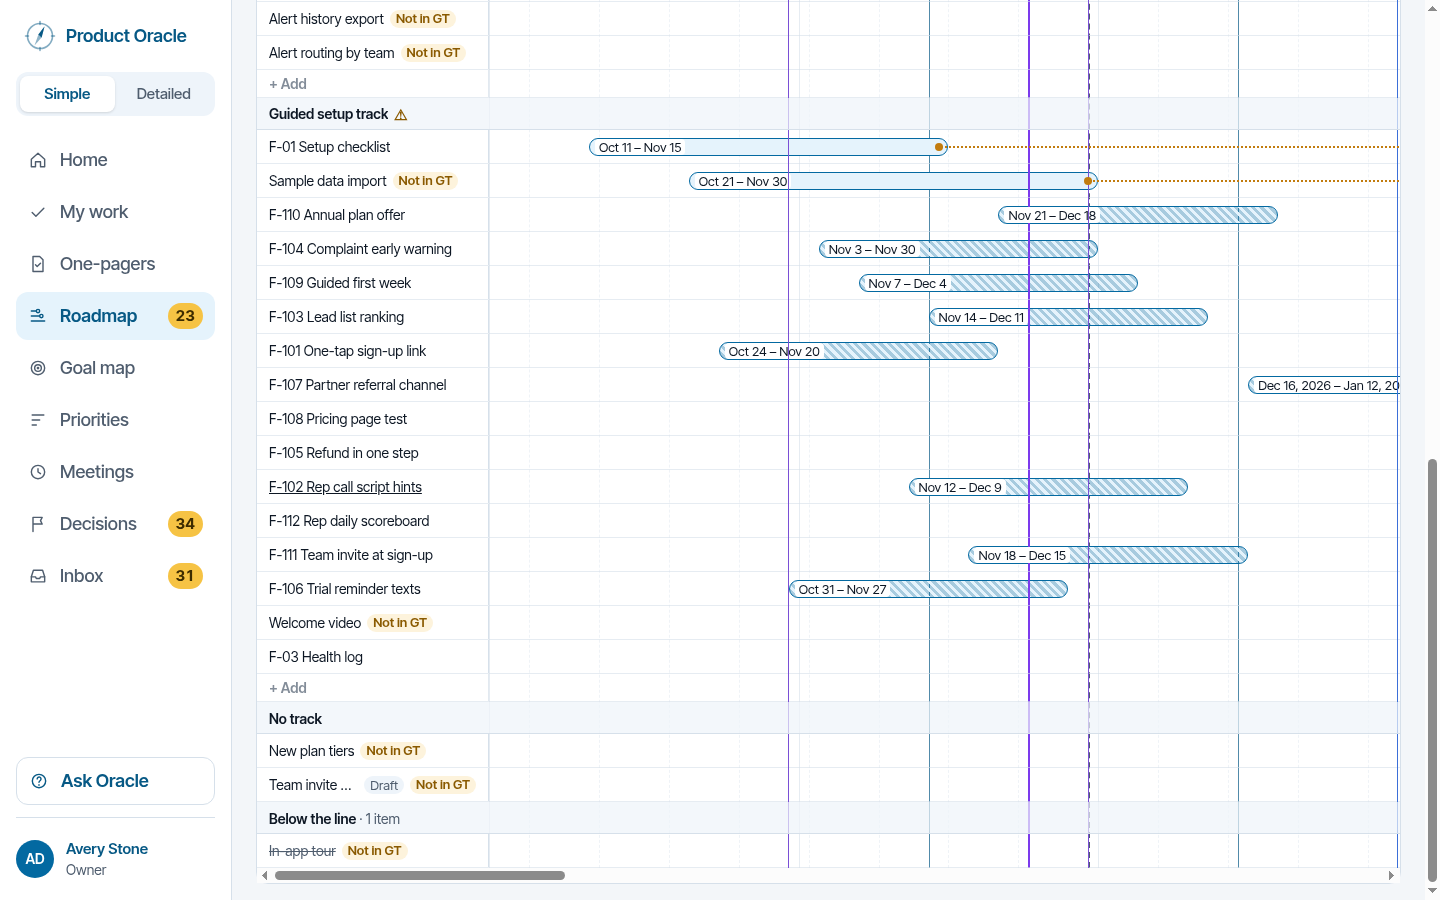 Product Oracle
Simple Detailed
Home
My work
One-pagers
Roadmap 23
Goal map
Priorities
Meetings
Decisions 34
Inbox 31
Ask Oracle
AD Avery Stone
Owner
Alert history export Not in GT
Alert routing by team Not in GT
+ Add
Guided setup track
F-01 Setup checklist Oct 11 – Nov 15
Sample data import Not in GT Oct 21 – Nov 30
F-110 Annual plan offer Nov 21 – Dec 18
F-104 Complaint early warning Nov 3 – Nov 30
F-109 Guided first week Nov 7 – Dec 4
F-103 Lead list ranking Nov 14 – Dec 11
F-101 One-tap sign-up link Oct 24 – Nov 20
F-107 Partner referral channel Dec 16, 2026 – Jan 12, 20
F-108 Pricing page test
F-105 Refund in one step
F-102 Rep call script hints Nov 12 – Dec 9
F-112 Rep daily scoreboard
F-111 Team invite at sign-up Nov 18 – Dec 15
F-106 Trial reminder texts Oct 31 – Nov 27
Welcome video Not in GT
F-03 Health log
+ Add
No track
New plan tiers Not in GT
Team invite ... Draft Not in GT
Below the line · 1 item
In-app tour Not in GT